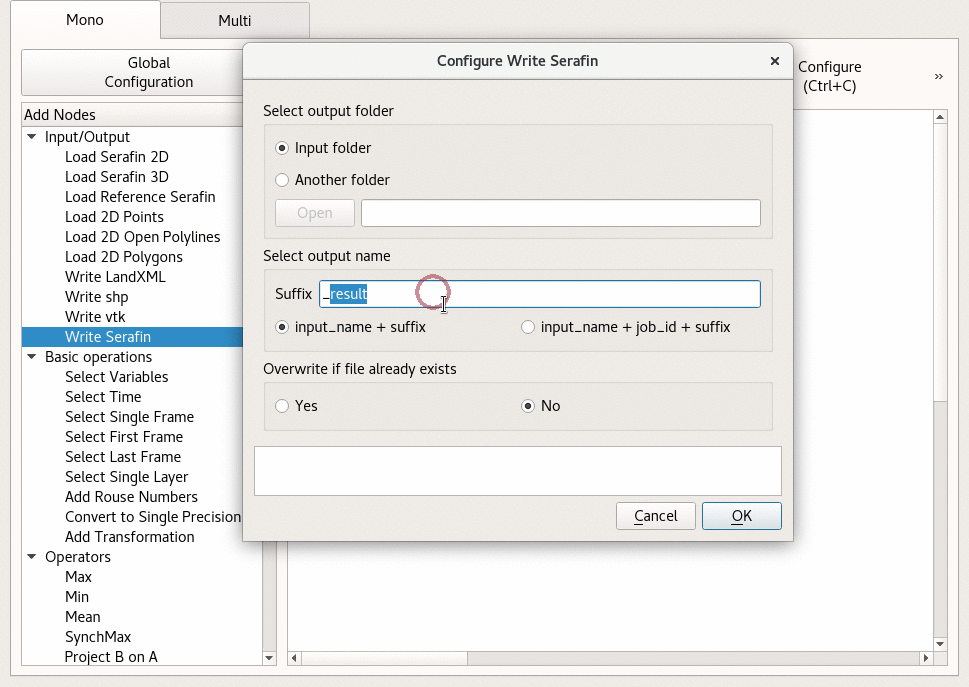 Mono
Multi
Global
Configuration
Configure
(Ctrl+C)
»
Add Nodes
Input/Output
Load Serafin 2D
Load Serafin 3D
Load Reference Serafin
Load 2D Points
Load 2D Open Polylines
Load 2D Polygons
Write LandXML
Write shp
Write vtk
Write Serafin
Basic operations
Select Variables
Select Time
Select Single Frame
Select First Frame
Select Last Frame
Select Single Layer
Add Rouse Numbers
Convert to Single Precision
Add Transformation
Operators
Max
Min
Mean
SynchMax
Project B on A
Configure Write Serafin
Select output folder
Input folder
Another folder
Open
Select output name
Suffix _result
input_name + suffix
input_name + job_id + suffix
Overwrite if file already exists
Yes
No
Cancel
OK